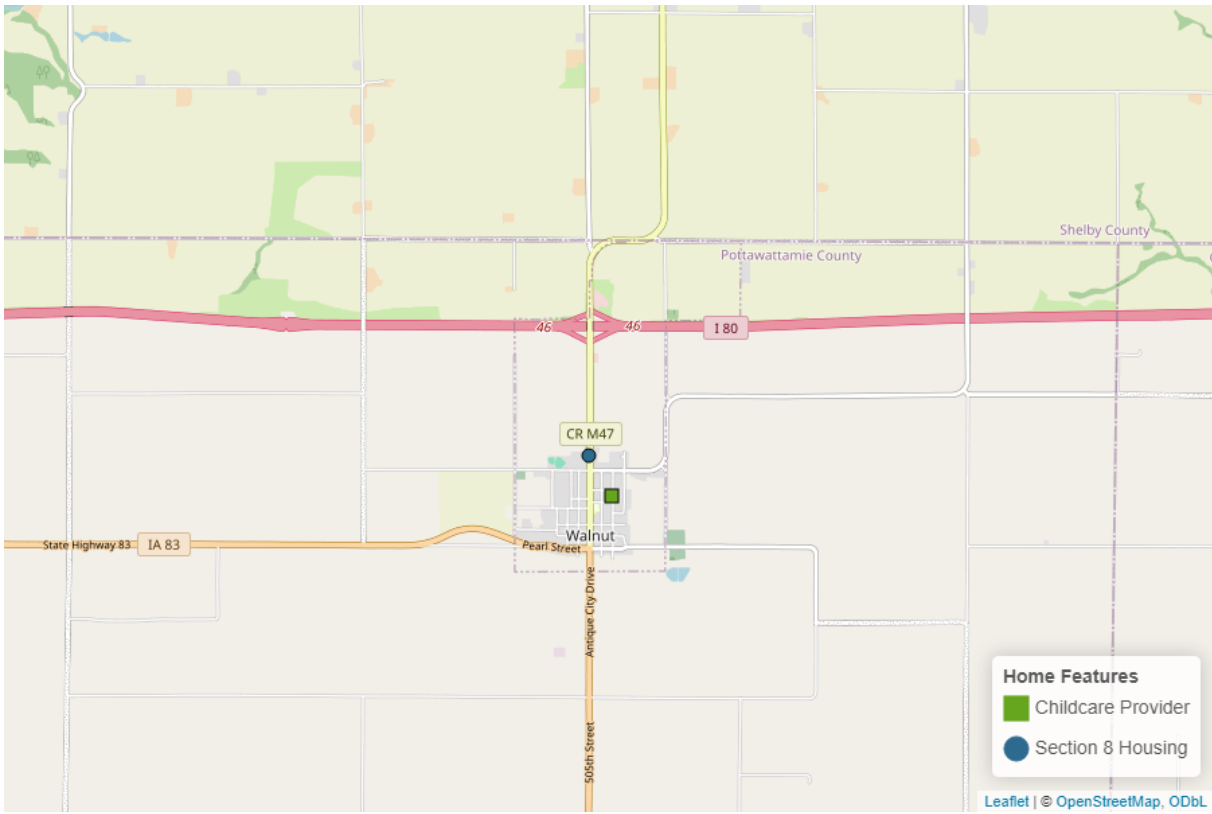 Shelby County
Pottawattamie County
46
46
I 80
CR M47
Walnut
State Highway 83
IA 83
Pearl Street
Antique City Drive
505th Street
Home Features
Childcare Provider
Section 8 Housing
Leaflet | © OpenStreetMap, ODbL